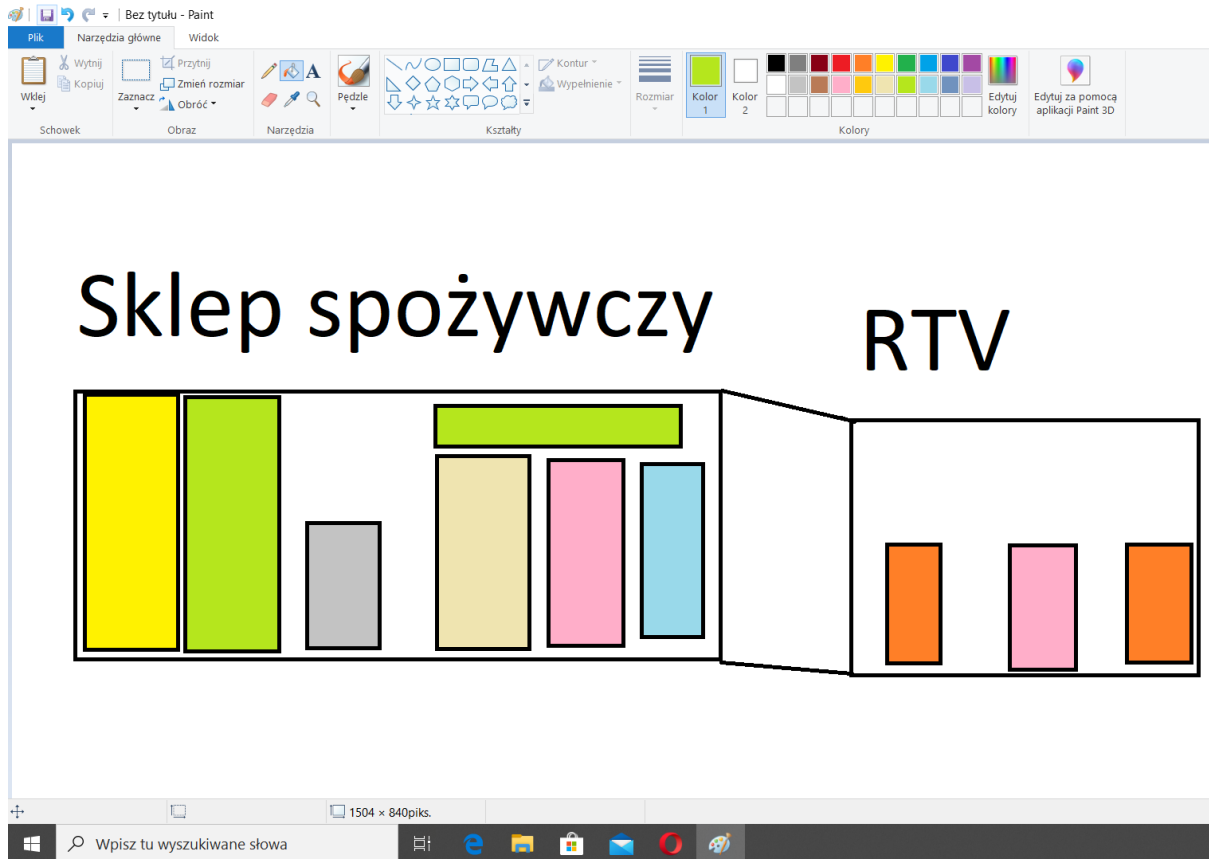 Bez tytułu - Paint
Plik Narzędzia główne Widok
Wklej
Wytnij
Kopiuj
Schowek
Zaznacz
Przytnij
Zmień rozmiar
Obróć
Obraz
A
Narzędzia
Pędzle
Kontur
Wypełnienie
Kształty
Rozmiar
Kolor
1
Kolor
2
Edytuj
kolory
Kolory
Edytuj za pomocą
aplikacji Paint 3D
Sklep spożywczy
RTV
1504 × 840piks.
Wpisz tu wyszukiwane słowa